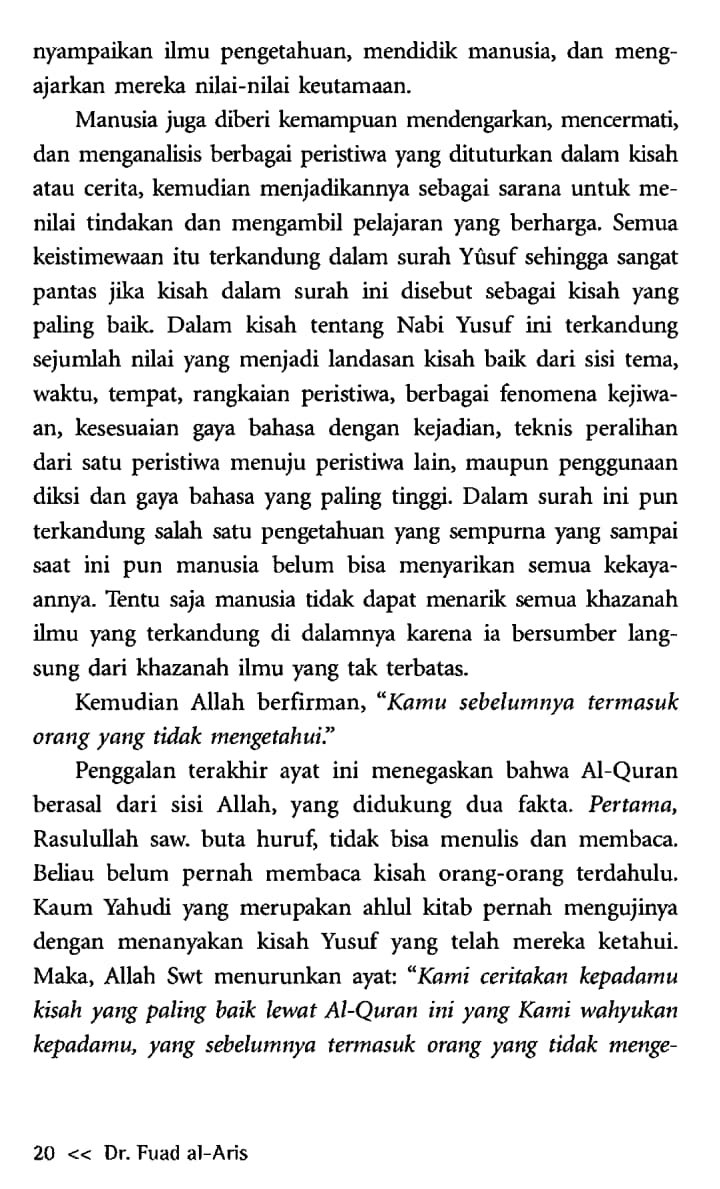 nyampaikan ilmu pengetahuan, mendidik manusia, dan meng-
ajarkan mereka nilai-nilai keutamaan.
Manusia juga diberi kemampuan mendengarkan, mencermati,
dan menganalisis berbagai peristiwa yang dituturkan dalam kisah
atau cerita, kemudian menjadikannya sebagai sarana untuk me-
nilai tindakan dan mengambil pelajaran yang berharga. Semua
keistimewaan itu terkandung dalam surah Yûsuf sehingga sangat
pantas jika kisah dalam surah ini disebut sebagai kisah yang
paling baik. Dalam kisah tentang Nabi Yusuf ini terkandung
sejumlah nilai yang menjadi landasan kisah baik dari sisi tema,
waktu, tempat, rangkaian peristiwa, berbagai fenomena kejiwa-
an, kesesuaian gaya bahasa dengan kejadian, teknis peralihan
dari satu peristiwa menuju peristiwa lain, maupun penggunaan
diksi dan gaya bahasa yang paling tinggi. Dalam surah ini pun
terkandung salah satu pengetahuan yang sempurna yang sampai
saat ini pun manusia belum bisa menyarikan semua kekaya-
annya. Tentu saja manusia tidak dapat menarik semua khazanah
ilmu yang terkandung di dalamnya karena ia bersumber lang-
sung dari khazanah ilmu yang tak terbatas.
Kemudian Allah berfirman, “Kamu sebelumnya termasuk
orang yang tidak mengetahui.”
Penggalan terakhir ayat ini menegaskan bahwa Al-Quran
berasal dari sisi Allah, yang didukung dua fakta. Pertama,
Rasulullah saw. buta huruf, tidak bisa menulis dan membaca.
Beliau belum pernah membaca kisah orang-orang terdahulu.
Kaum Yahudi yang merupakan ahlul kitab pernah mengujinya
dengan menanyakan kisah Yusuf yang telah mereka ketahui.
Maka, Allah Swt menurunkan ayat: “Kami ceritakan kepadamu
kisah yang paling baik lewat Al-Quran ini yang Kami wahyukan
kepadamu, yang sebelumnya termasuk orang yang tidak menge-
20 << Dr. Fuad al-Aris